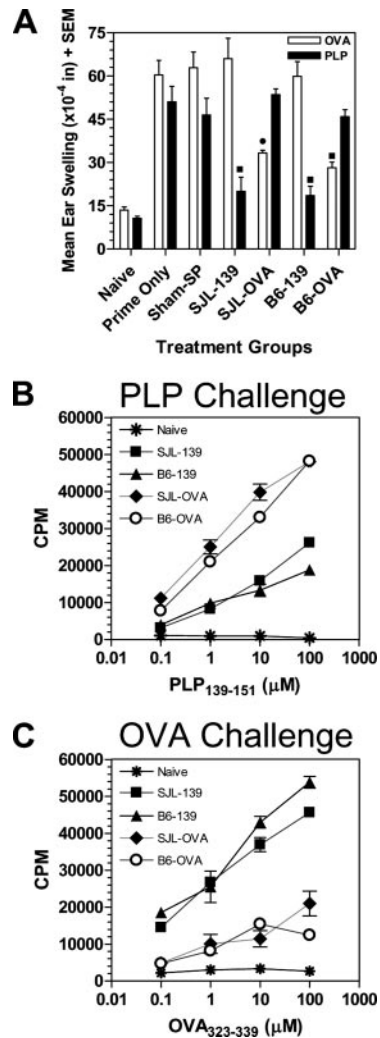 A
Mean Ear Swelling (x10⁻⁴ in) + SEM
75
60
45
30
15
0
OVA
PLP
Naive
Prime Only
Sham-SP
SJL-139
SJL-OVA
B6-139
B6-OVA
Treatment Groups
B
PLP Challenge
CPM
60000
50000
40000
30000
20000
10000
0
Naive
SJL-139
B6-139
SJL-OVA
B6-OVA
0.01
0.1
1
10
100
1000
PLP₁₃₉₋₁₅₁ (μM)
C
OVA Challenge
CPM
60000
50000
40000
30000
20000
10000
0
Naive
SJL-139
B6-139
SJL-OVA
B6-OVA
0.01
0.1
1
10
100
1000
OVA₃₂₃₋₃₃₉ (μM)